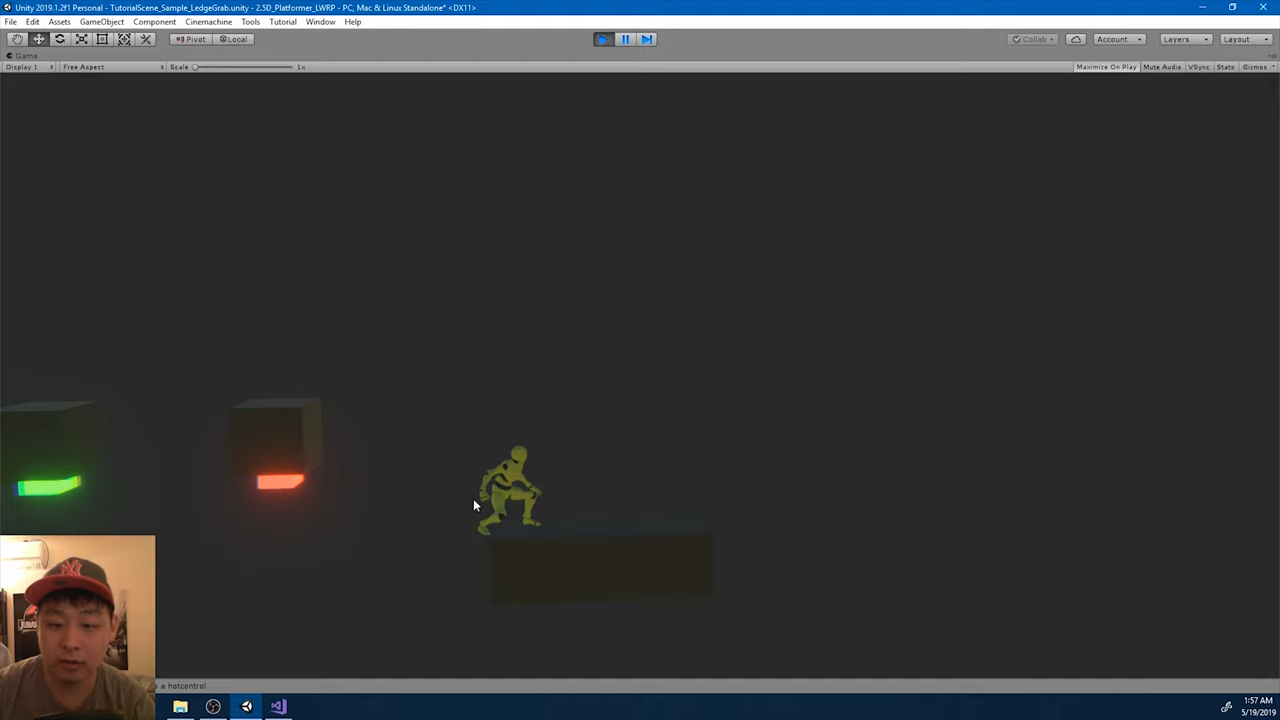 Unity 2019.1.2f1 Personal - TutorialScene_Sample_LedgeGrab.unity - 2.5D_Platformer_LWRP - PC, Mac & Linux Standalone* <DX11>
File Edit Assets GameObject Component Cinemachine Tools Tutorial Window Help
Pivot Local Collab Account Layers Layout
Game
Display 1 Free Aspect Scale 1x Maximize On Play Mute Audio VSync Stats Gizmos
a hotcontrol
1:57 AM
5/19/2019